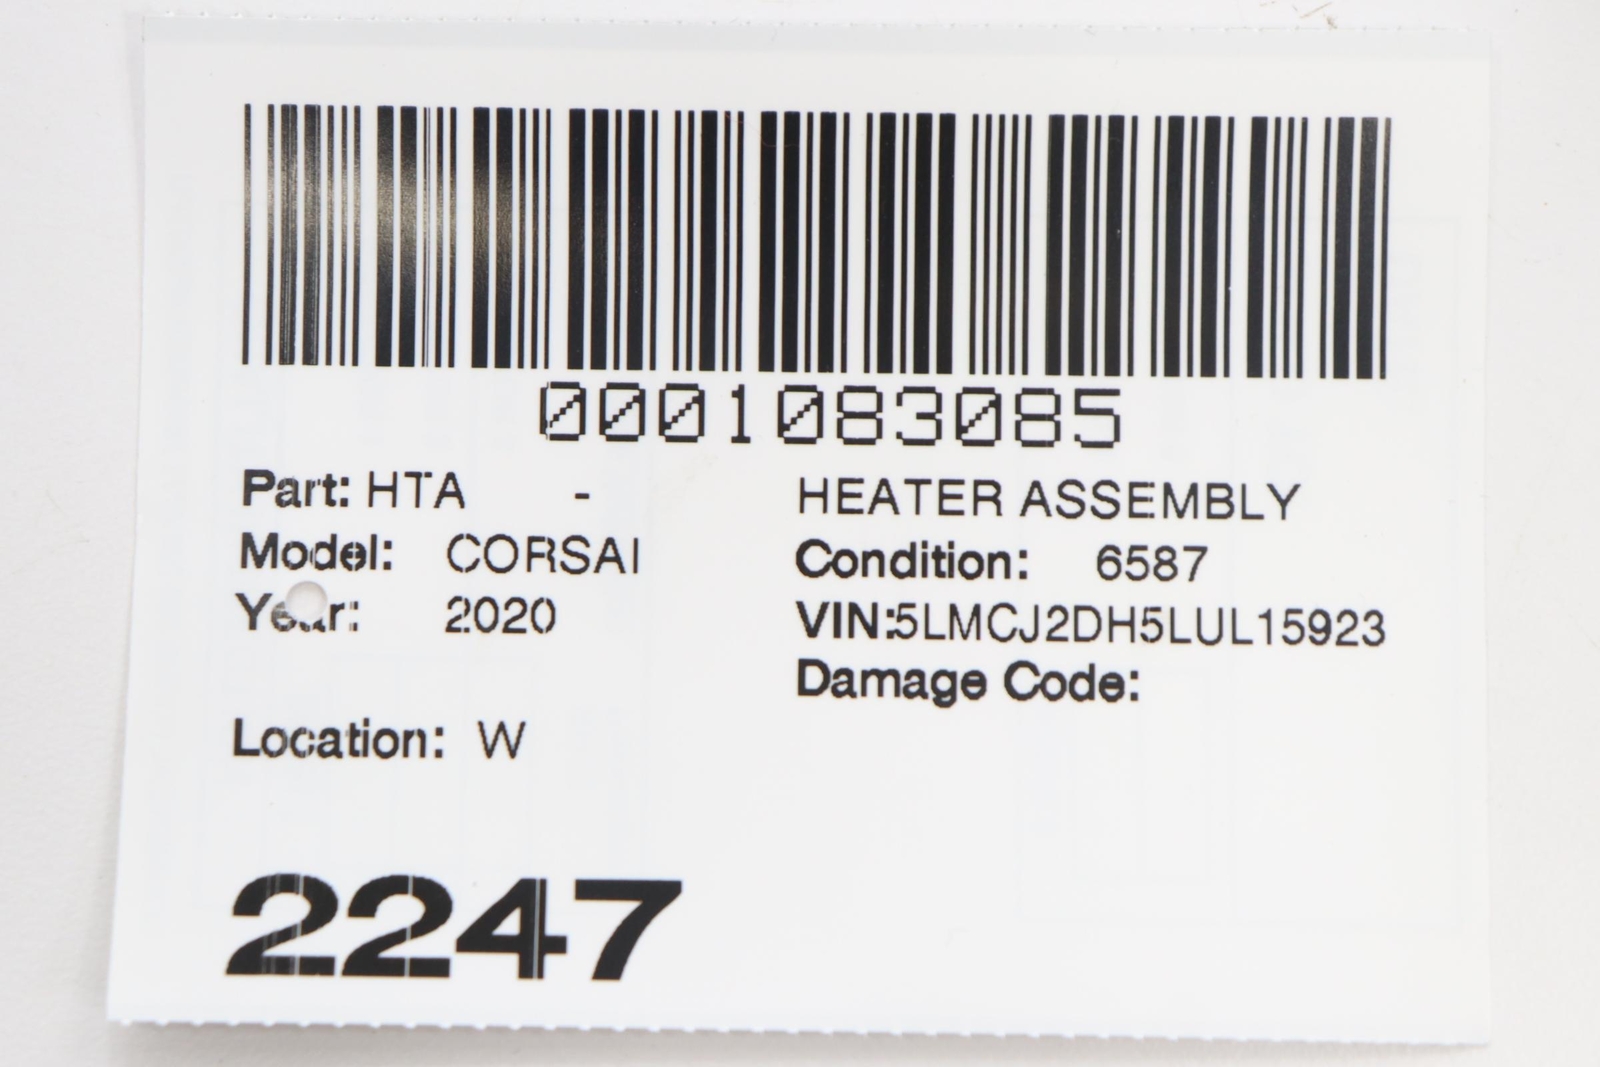 0001083085
Part: HTA - HEATER ASSEMBLY
Model: CORSAI Condition: 6587
Year: 2020 VIN:5LMCJ2DH5LUL15923
Damage Code:
Location: W
2247